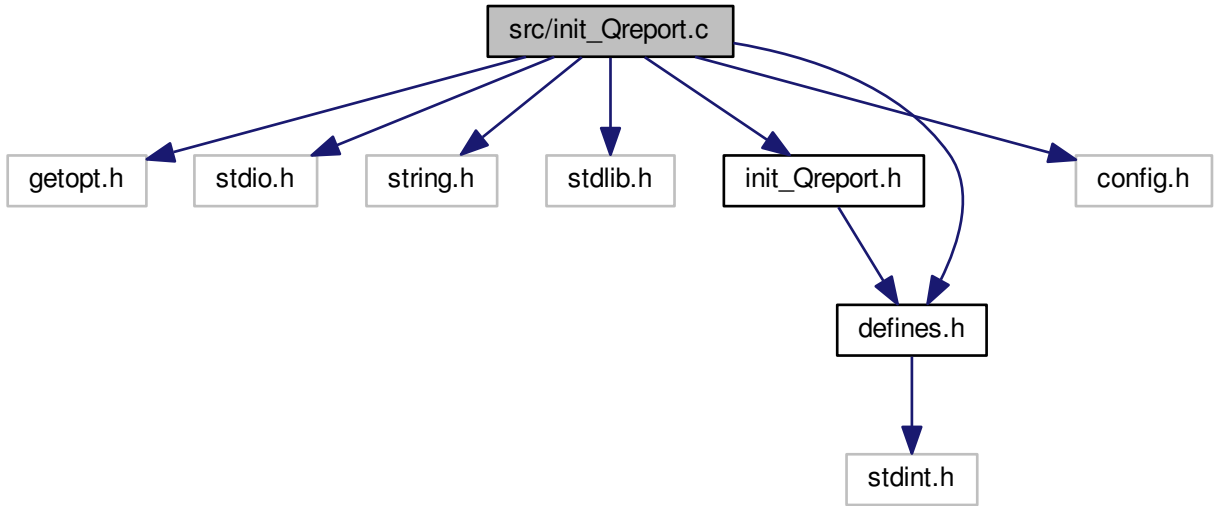 src/init_Qreport.c
getopt.h
stdio.h
string.h
stdlib.h
init_Qreport.h
config.h
defines.h
stdint.h